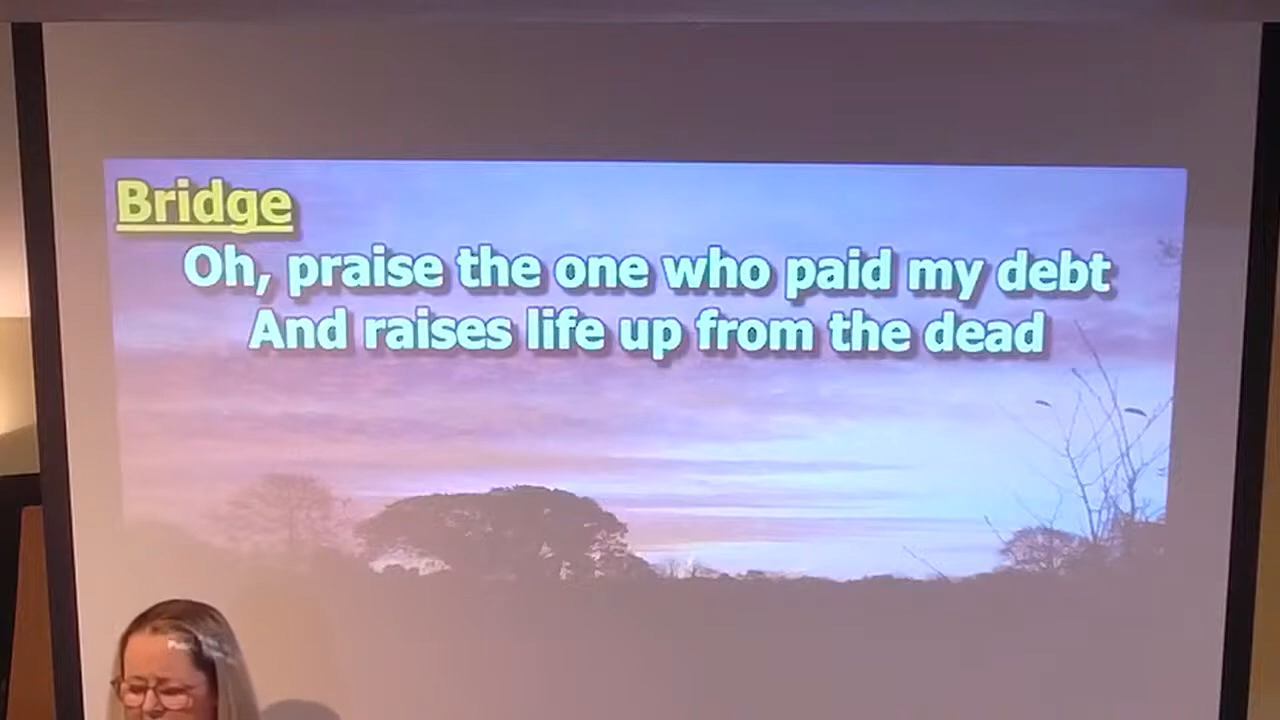 Bridge
Oh, praise the one who paid my debt
And raises life up from the dead